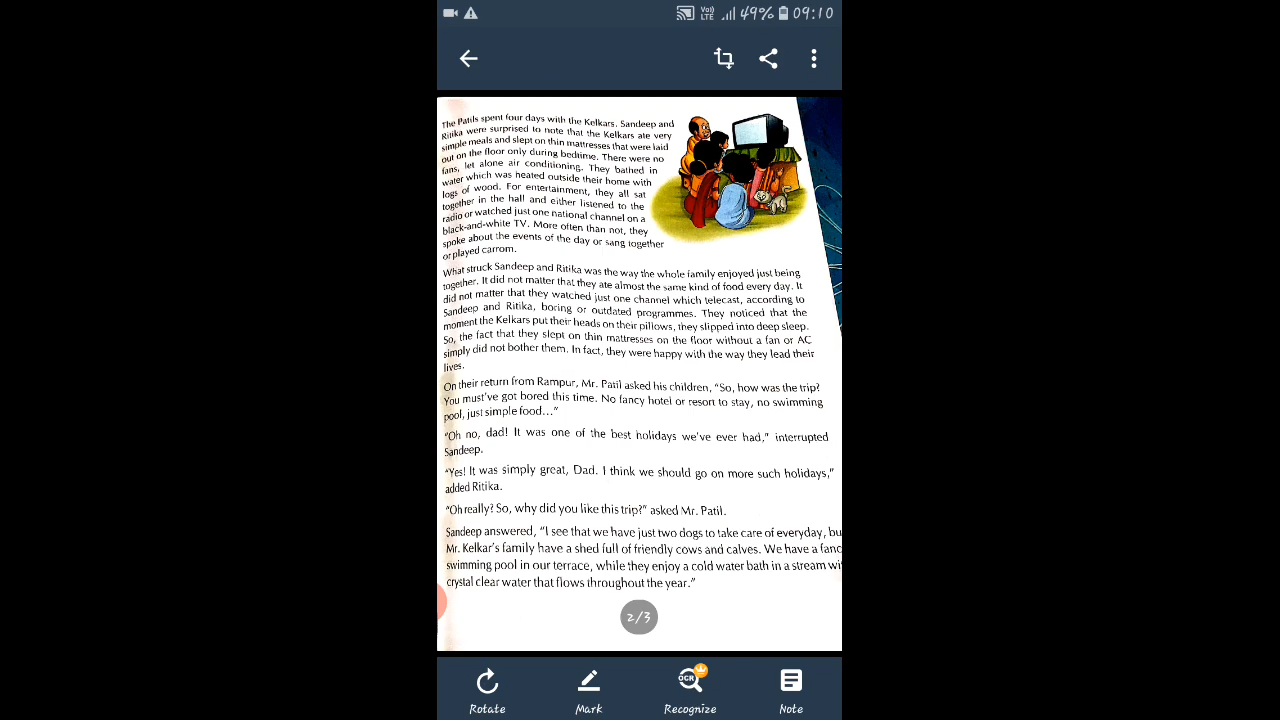 VoD LTE 49% 09:10
The Patils spent four days with the Kelkars. Sandeep and
Ritika were surprised to note that the Kelkars ate very
simple meals and slept on thin mattresses that were laid
out on the floor only during bedtime. There were no
fans, let alone air conditioning. They bathed in
water which was heated outside their home with
logs of wood. For entertainment, they all sat
together in the hall and either listened to the
radio or watched just one national channel on a
black-and-white TV. More often than not, they
spoke about the events of the day or sang together
or played carrom.
What struck Sandeep and Ritika was the way the whole family enjoyed just being
together. It did not matter that they ate almost the same kind of food every day. It
did not matter that they watched just one channel which telecast, according to
Sandeep and Ritika, boring or outdated programmes. They noticed that the
moment the Kelkars put their heads on their pillows, they slipped into deep sleep.
So, the fact that they slept on thin mattresses on the floor without a fan or AC
simply did not bother them. In fact, they were happy with the way they lead their
lives.
On their return from Rampur, Mr. Patil asked his children, "So, how was the trip?
You must've got bored this time. No fancy hotel or resort to stay, no swimming
pool, just simple food..."
"Oh no, dad! It was one of the best holidays we've ever had," interrupted
Sandeep.
"Yes! It was simply great, Dad. I think we should go on more such holidays,"
added Ritika.
"Oh really? So, why did you like this trip?" asked Mr. Patil.
Sandeep answered, "I see that we have just two dogs to take care of everyday, bu
Mr. Kelkar's family have a shed full of friendly cows and calves. We have a fanc
swimming pool in our terrace, while they enjoy a cold water bath in a stream wi
crystal clear water that flows throughout the year."
2/3
OCR
Rotate Mark Recognize Note